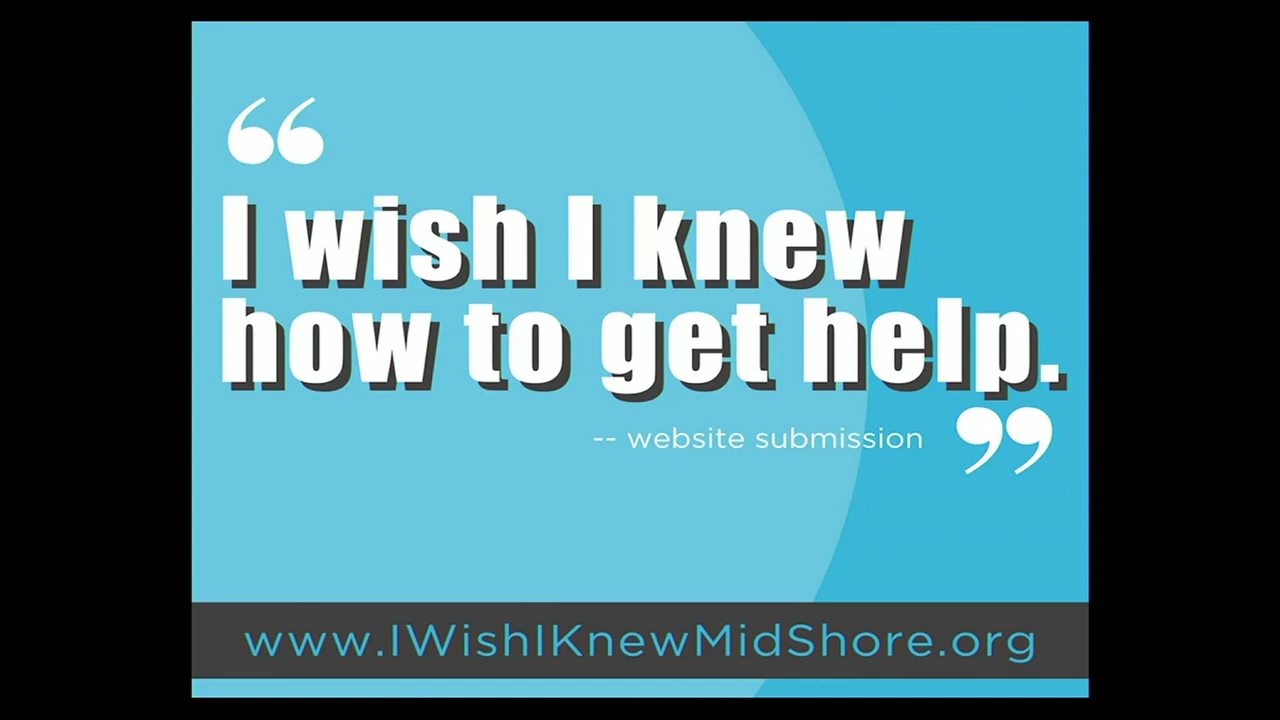 “
I wish I knew
how to get help.
-- website submission ”
www.IWishIKnewMidShore.org